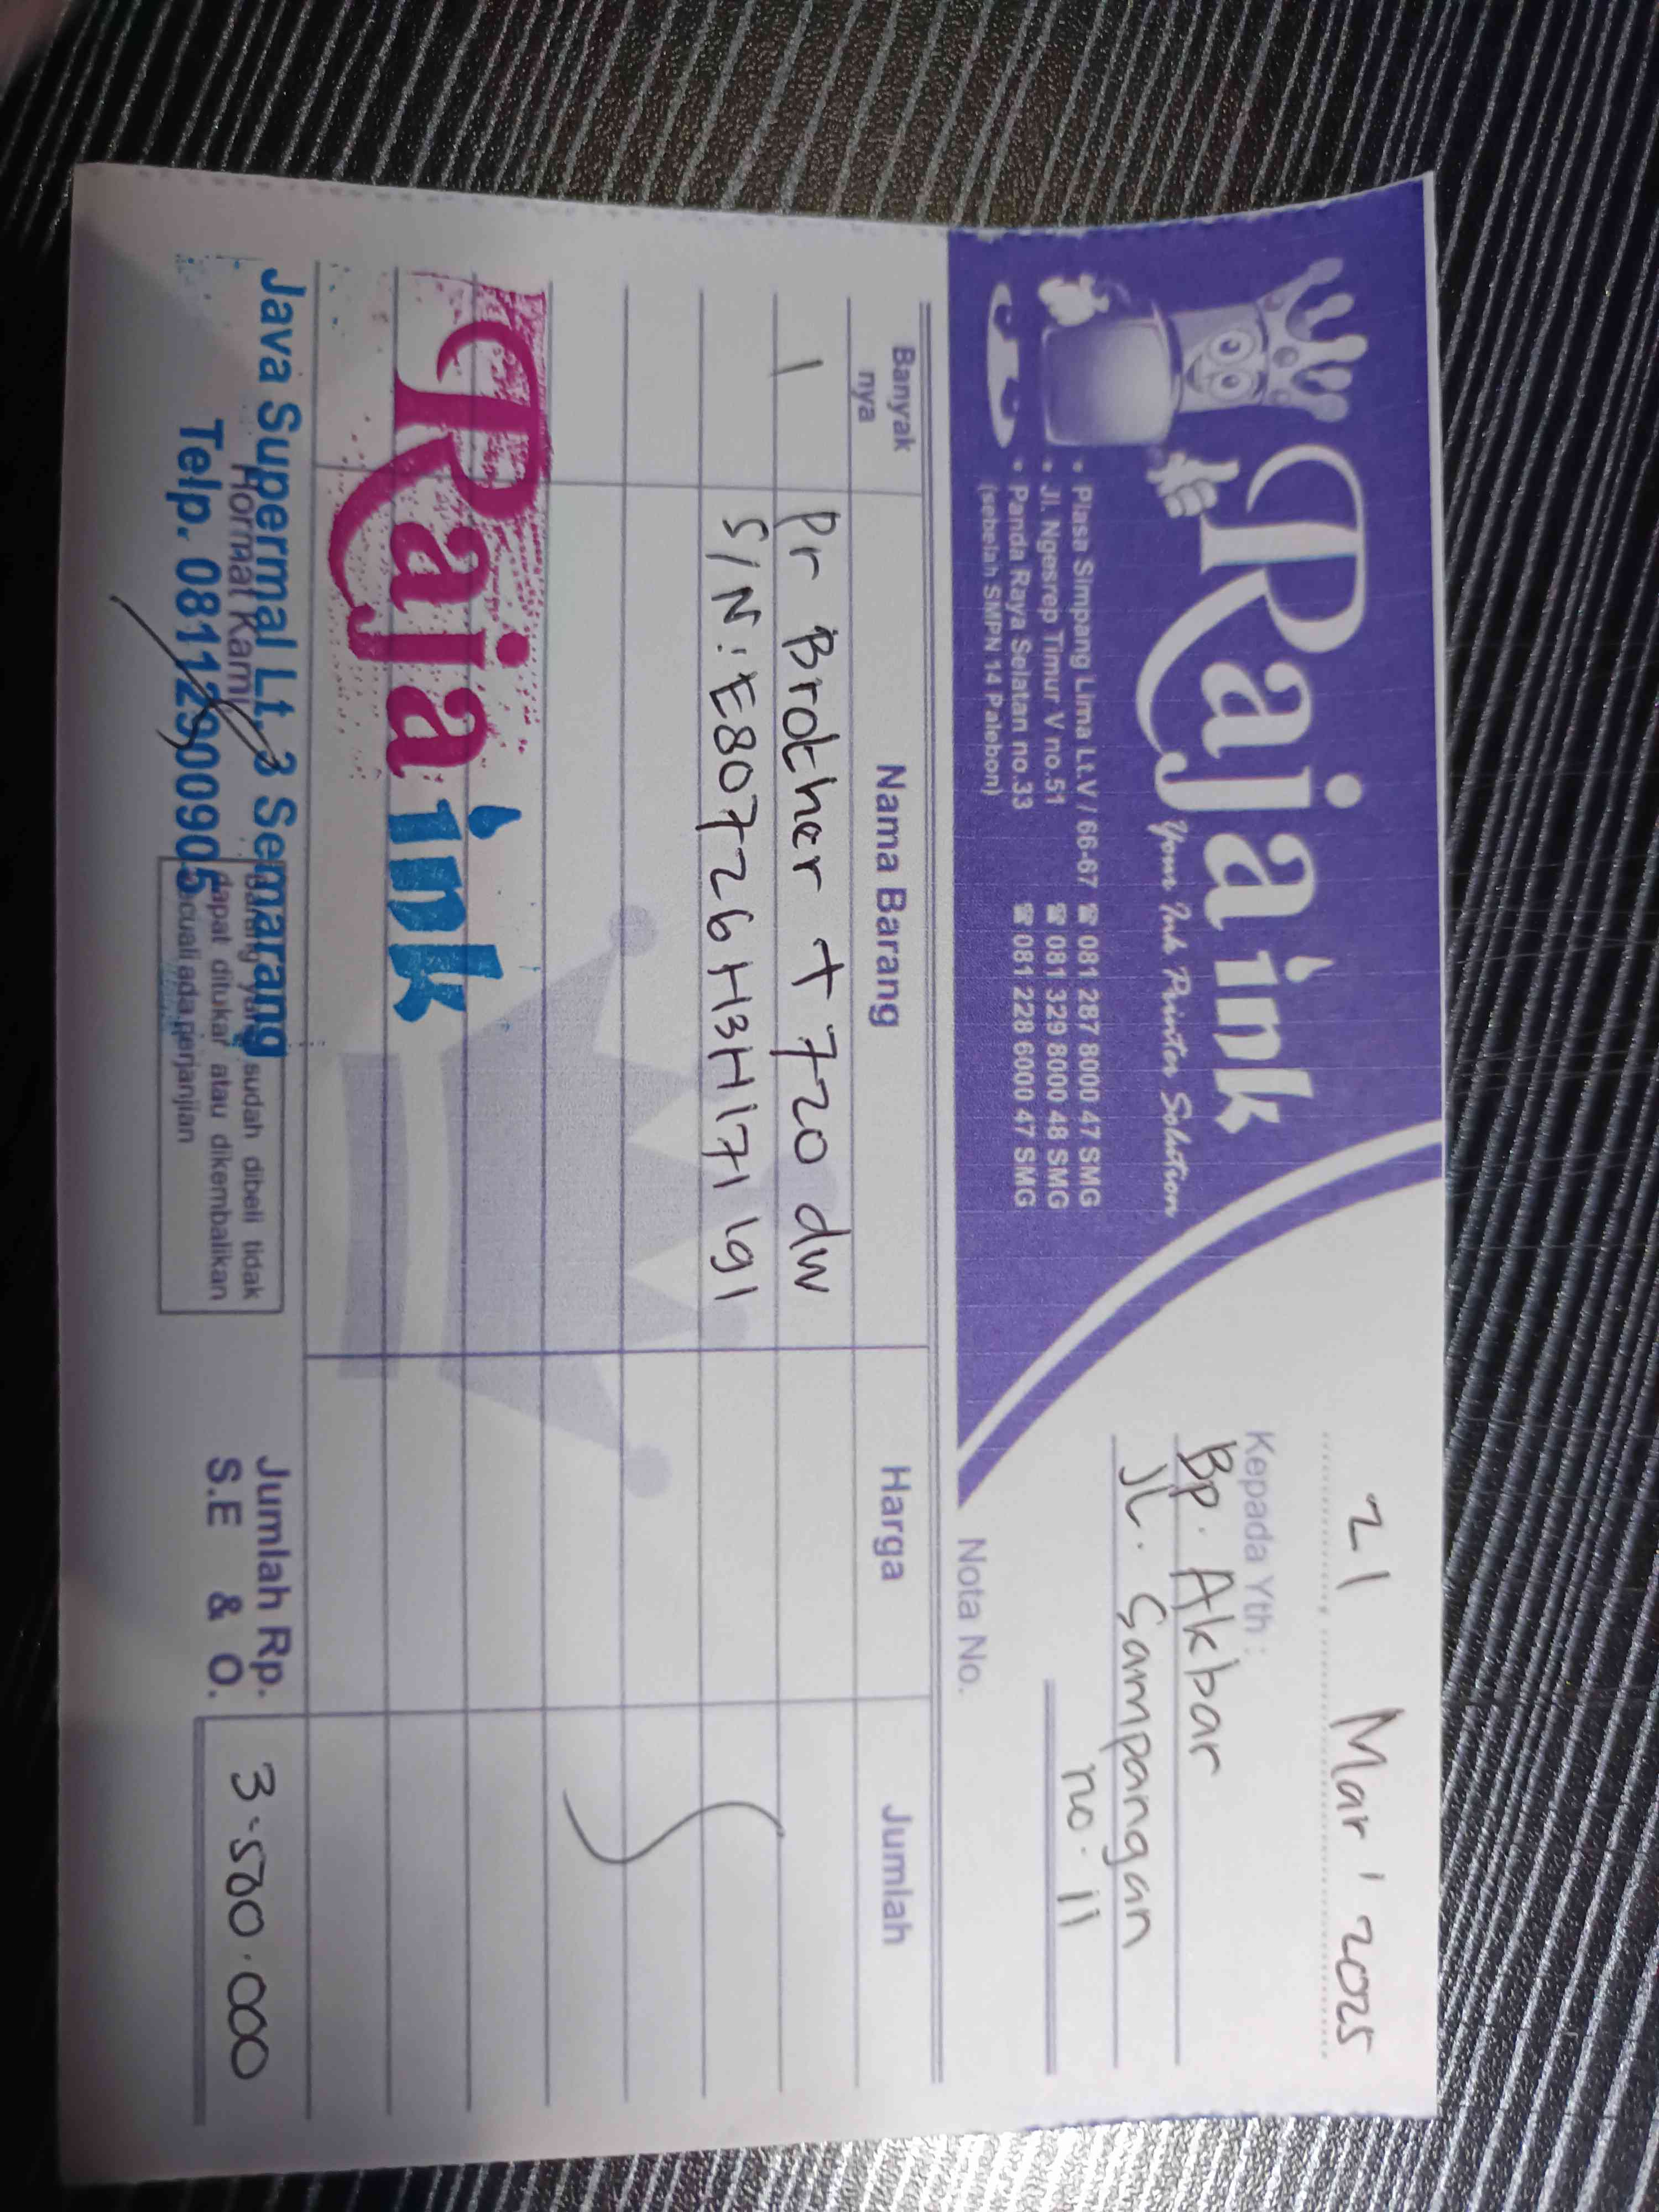 Raja ink
Your Ink Printer Solution
• Plasa Simpang Lima Lt.V / 66-67 ☎ 081 287 8000 47 SMG
• Jl. Ngesrep Timur V no.51 ☎ 081 329 8000 48 SMG
• Panda Raya Selatan no.33 ☎ 081 228 6000 47 SMG
(sebelah SMPN 14 Palebon)
21 Mar' 2025
Kepada Yth :
Bp. Akbar
JL. Sampangan
no. 11
Nota No.
Banyak nya Nama Barang Harga Jumlah
1 Pr Brother T 720 dw
S/N: E80726H3H171191
Raja ink
Java Supermal Lt. 3 Semarang
Telp. 08112900905
Hormat Kami
Barang yang sudah dibeli tidak
dapat ditukar atau dikembalikan
kecuali ada perjanjian
Jumlah Rp. 3.500.000
S.E & O.